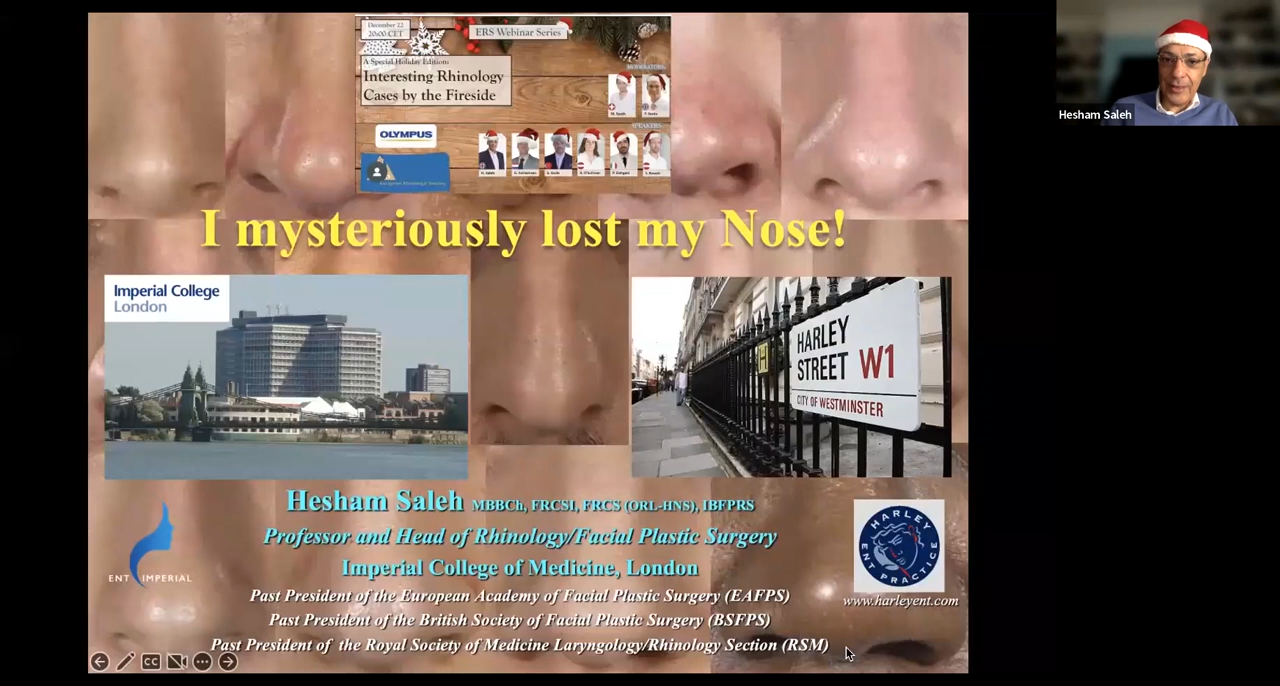 December 22
20:00 CET
ERS Webinar Series
A Special Holiday Edition:
Interesting Rhinology
Cases by the Fireside
MODERATORS:
SPEAKERS:
OLYMPUS
I mysteriously lost my Nose!
Imperial College
London
HARLEY
STREET W1
CITY OF WESTMINSTER
H
Hesham Saleh MBBCh, FRCSI, FRCS (ORL-HNS), IBFPRS
Professor and Head of Rhinology/Facial Plastic Surgery
Imperial College of Medicine, London
Past President of the European Academy of Facial Plastic Surgery (EAFPS)
Past President of the British Society of Facial Plastic Surgery (BSFPS)
Past President of the Royal Society of Medicine Laryngology/Rhinology Section (RSM)
ENT IMPERIAL
HARLEY
ENT PRACTICE
www.harleyent.com
CC
Hesham Saleh